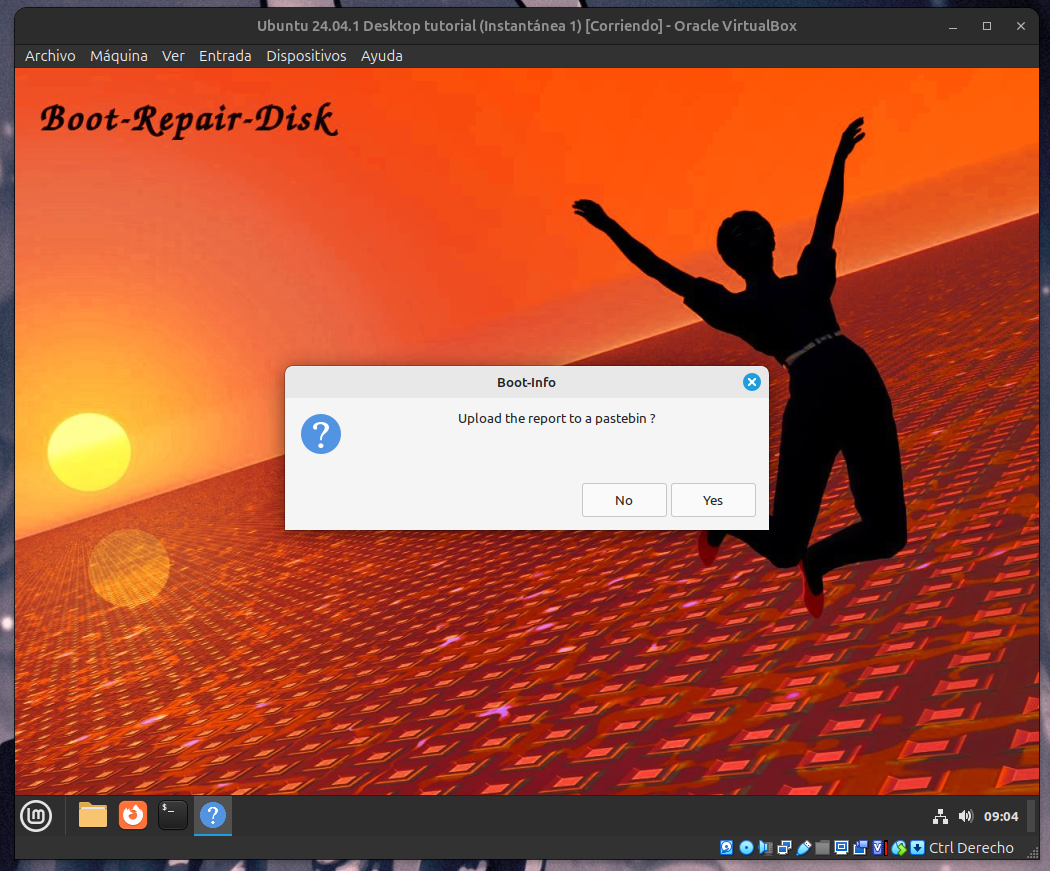 Ubuntu 24.04.1 Desktop tutorial (Instantánea 1) [Corriendo] - Oracle VirtualBox
Archivo Máquina Ver Entrada Dispositivos Ayuda
Boot-Repair-Disk
Boot-Info
Upload the report to a pastebin ?
No Yes
09:04
Ctrl Derecho